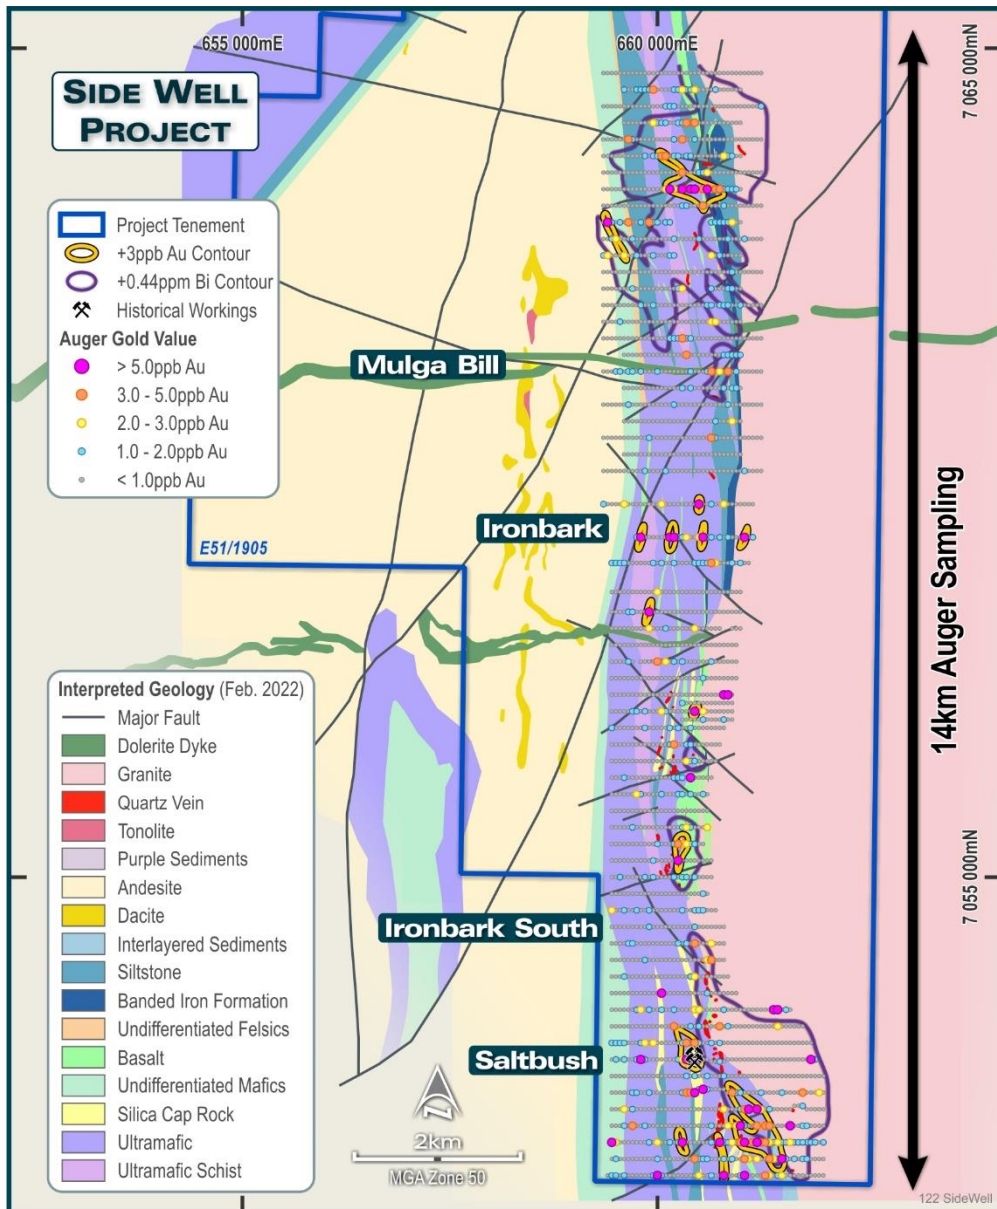 655 000mE
660 000mE
7 065 000mN
SIDE WELL
PROJECT
Project Tenement
+3ppb Au Contour
+0.44ppm Bi Contour
Historical Workings
Auger Gold Value
> 5.0ppb Au
3.0 - 5.0ppb Au
2.0 - 3.0ppb Au
1.0 - 2.0ppb Au
< 1.0ppb Au
Mulga Bill
Ironbark
E51/1905
14km Auger Sampling
Interpreted Geology (Feb. 2022)
Major Fault
Dolerite Dyke
Granite
Quartz Vein
Tonolite
Purple Sediments
Andesite
Dacite
Interlayered Sediments
Siltstone
Banded Iron Formation
Undifferentiated Felsics
Basalt
Undifferentiated Mafics
Silica Cap Rock
Ultramafic
Ultramafic Schist
7 055 000mN
Ironbark South
Saltbush
N
2km
MGA Zone 50
122 SideWell